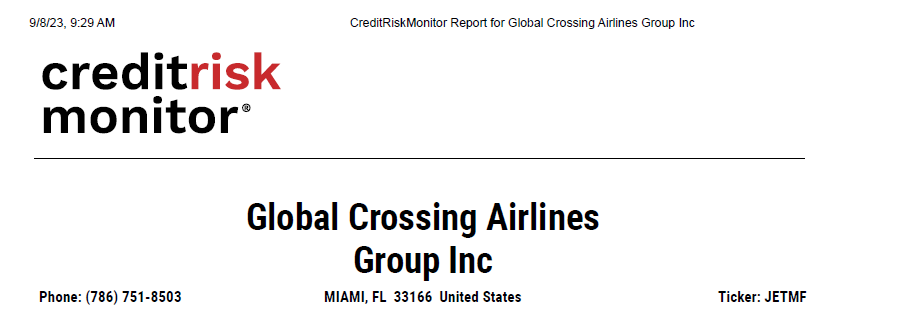 9/8/23, 9:29 AM CreditRiskMonitor Report for Global Crossing Airlines Group Inc
creditrisk
monitor®
Global Crossing Airlines
Group Inc
Phone: (786) 751-8503 MIAMI, FL 33166 United States Ticker: JETMF